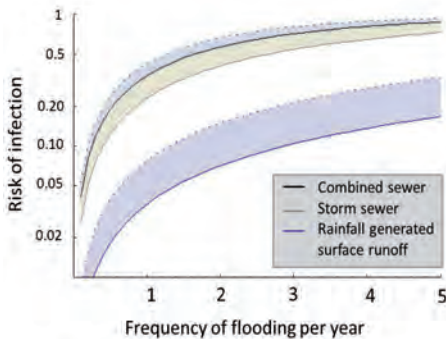 Risk of infection
1
0.5
0.20
0.10
0.05
0.02
Combined sewer
Storm sewer
Rainfall generated
surface runoff
1 2 3 4 5
Frequency of flooding per year